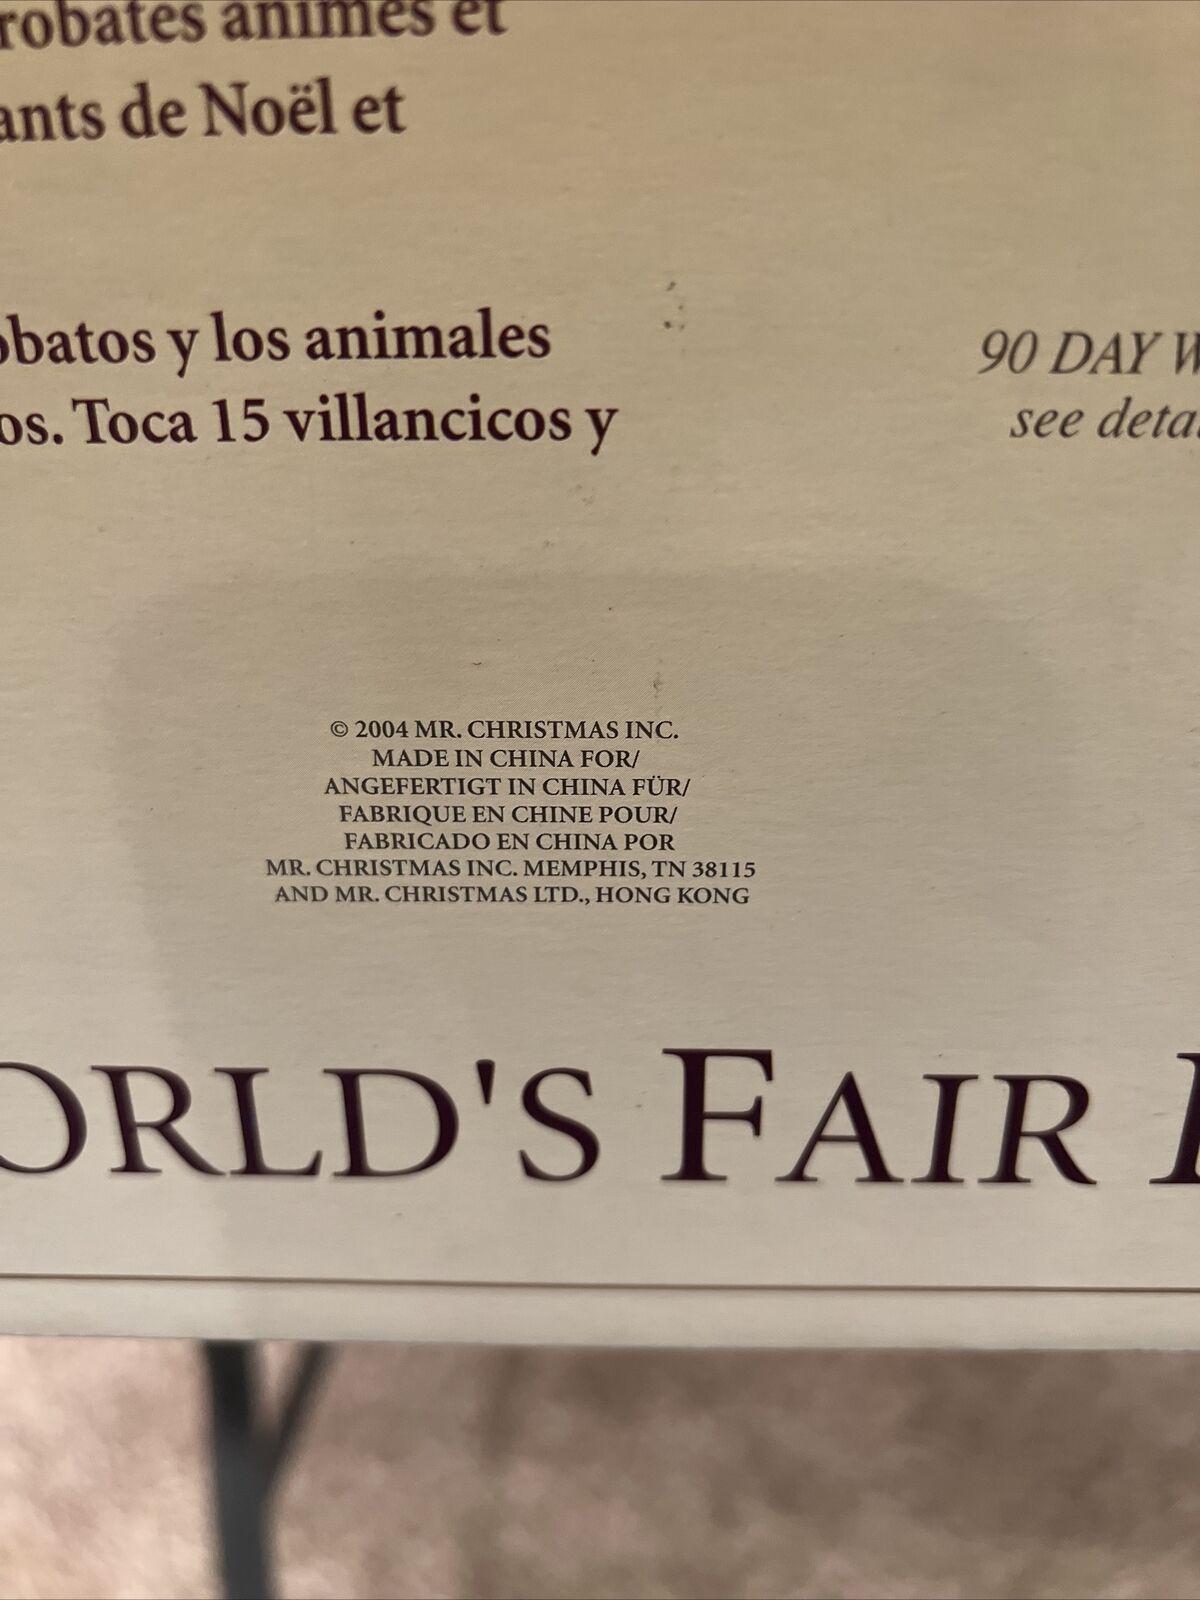 robates animés et
ants de Noël et
obatos y los animales
os. Toca 15 villancicos y
90 DAY W
see deta
© 2004 MR. CHRISTMAS INC.
MADE IN CHINA FOR/
ANGEFERTIGT IN CHINA FÜR/
FABRIQUE EN CHINE POUR/
FABRICADO EN CHINA POR
MR. CHRISTMAS INC. MEMPHIS, TN 38115
AND MR. CHRISTMAS LTD., HONG KONG
ORLD'S FAIR